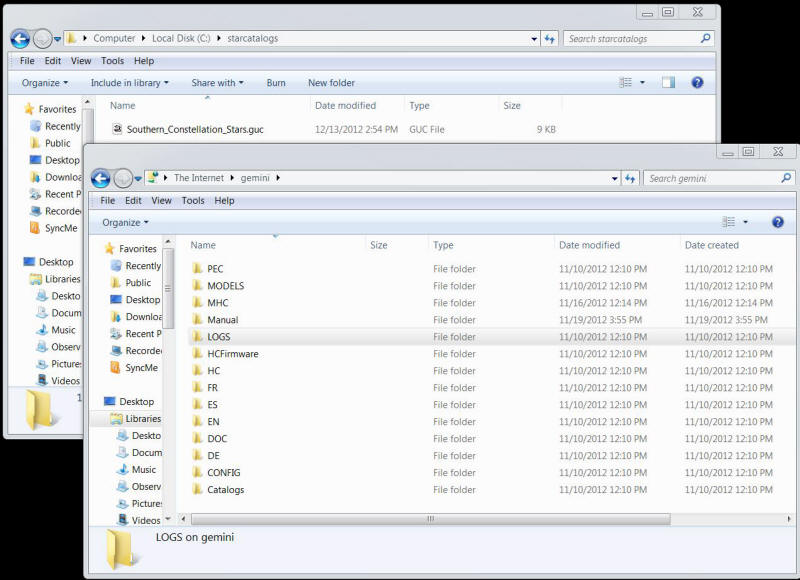 Computer Local Disk (C:) starcatalogs Search starcatalogs
File Edit View Tools Help
Organize Include in library Share with Burn New folder
Favorites Name Date modified Type Size
Recently
Southern_Constellation_Stars.guc 12/13/2012 2:54 PM GUC File 9 KB
Public
Desktop
Downloa
Recent P
Recorde
SyncMe
Desktop
Libraries
Deskto
Docum
Music
Observ
Pictures
Videos
1
The Internet gemini Search gemini
File Edit View Tools Help
Organize
Favorites Name Size Type Date modified Date created
Recently PEC File folder 11/10/2012 12:10 PM 11/10/2012 12:10 PM
Public MODELS File folder 11/10/2012 12:10 PM 11/10/2012 12:10 PM
Desktop MHC File folder 11/16/2012 12:14 PM 11/16/2012 12:14 PM
Downloa Manual File folder 11/19/2012 3:55 PM 11/19/2012 3:55 PM
Recent P LOGS File folder 11/10/2012 12:10 PM 11/10/2012 12:10 PM
Recorde HCFirmware File folder 11/10/2012 12:10 PM 11/10/2012 12:10 PM
SyncMe HC File folder 11/10/2012 12:10 PM 11/10/2012 12:10 PM
FR File folder 11/10/2012 12:10 PM 11/10/2012 12:10 PM
Desktop ES File folder 11/10/2012 12:10 PM 11/10/2012 12:10 PM
Libraries EN File folder 11/10/2012 12:10 PM 11/10/2012 12:10 PM
Deskto DOC File folder 11/10/2012 12:10 PM 11/10/2012 12:10 PM
Docum DE File folder 11/10/2012 12:10 PM 11/10/2012 12:10 PM
Music CONFIG File folder 11/10/2012 12:10 PM 11/10/2012 12:10 PM
Observ Catalogs File folder 11/10/2012 12:10 PM 11/10/2012 12:10 PM
Pictures
Videos
LOGS on gemini